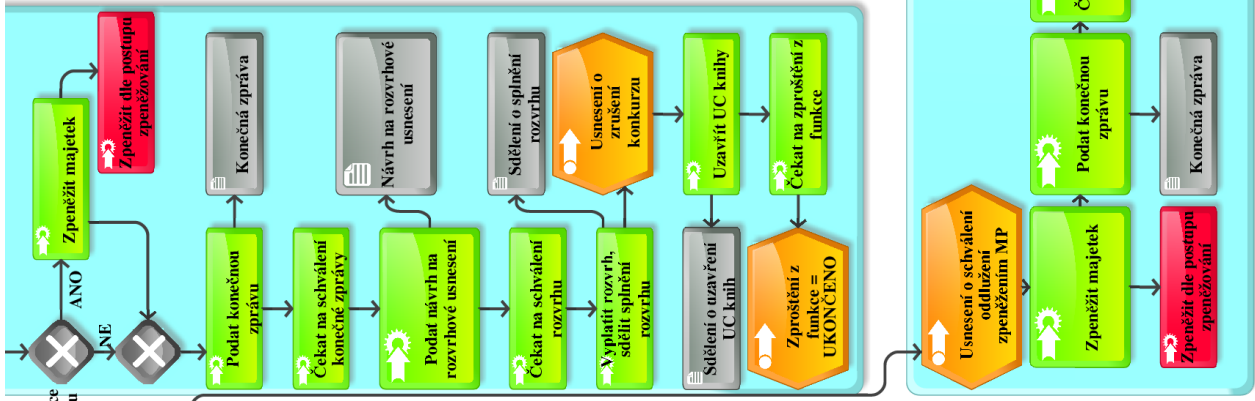 Zpeněžit dle postupu
zpeněžování
Zpeněžit majetek
ANO
NE
Podat konečnou
zprávu
Konečná zpráva
Čekat na schválení
konečné zprávy
Podat návrh na
rozvrhové usnesení
Návrh na rozvrhové
usnesení
Čekat na schválení
rozvrhu
Vyplatit rozvrh,
sdělit splnění
rozvrhu
Sdělení o splnění
rozvrhu
Usnesení o
zrušení
konkurzu
Uzavřít UC knihy
Sdělení o uzavření
UC knih
Čekat na zproštění z
funkce
Zproštění z
funkce =
UKONČENO
Usnesení o schválení
oddlužení
zpeněžením MP
Zpeněžit majetek
Zpeněžit dle postupu
zpeněžování
Podat konečnou
zprávu
Konečná zpráva